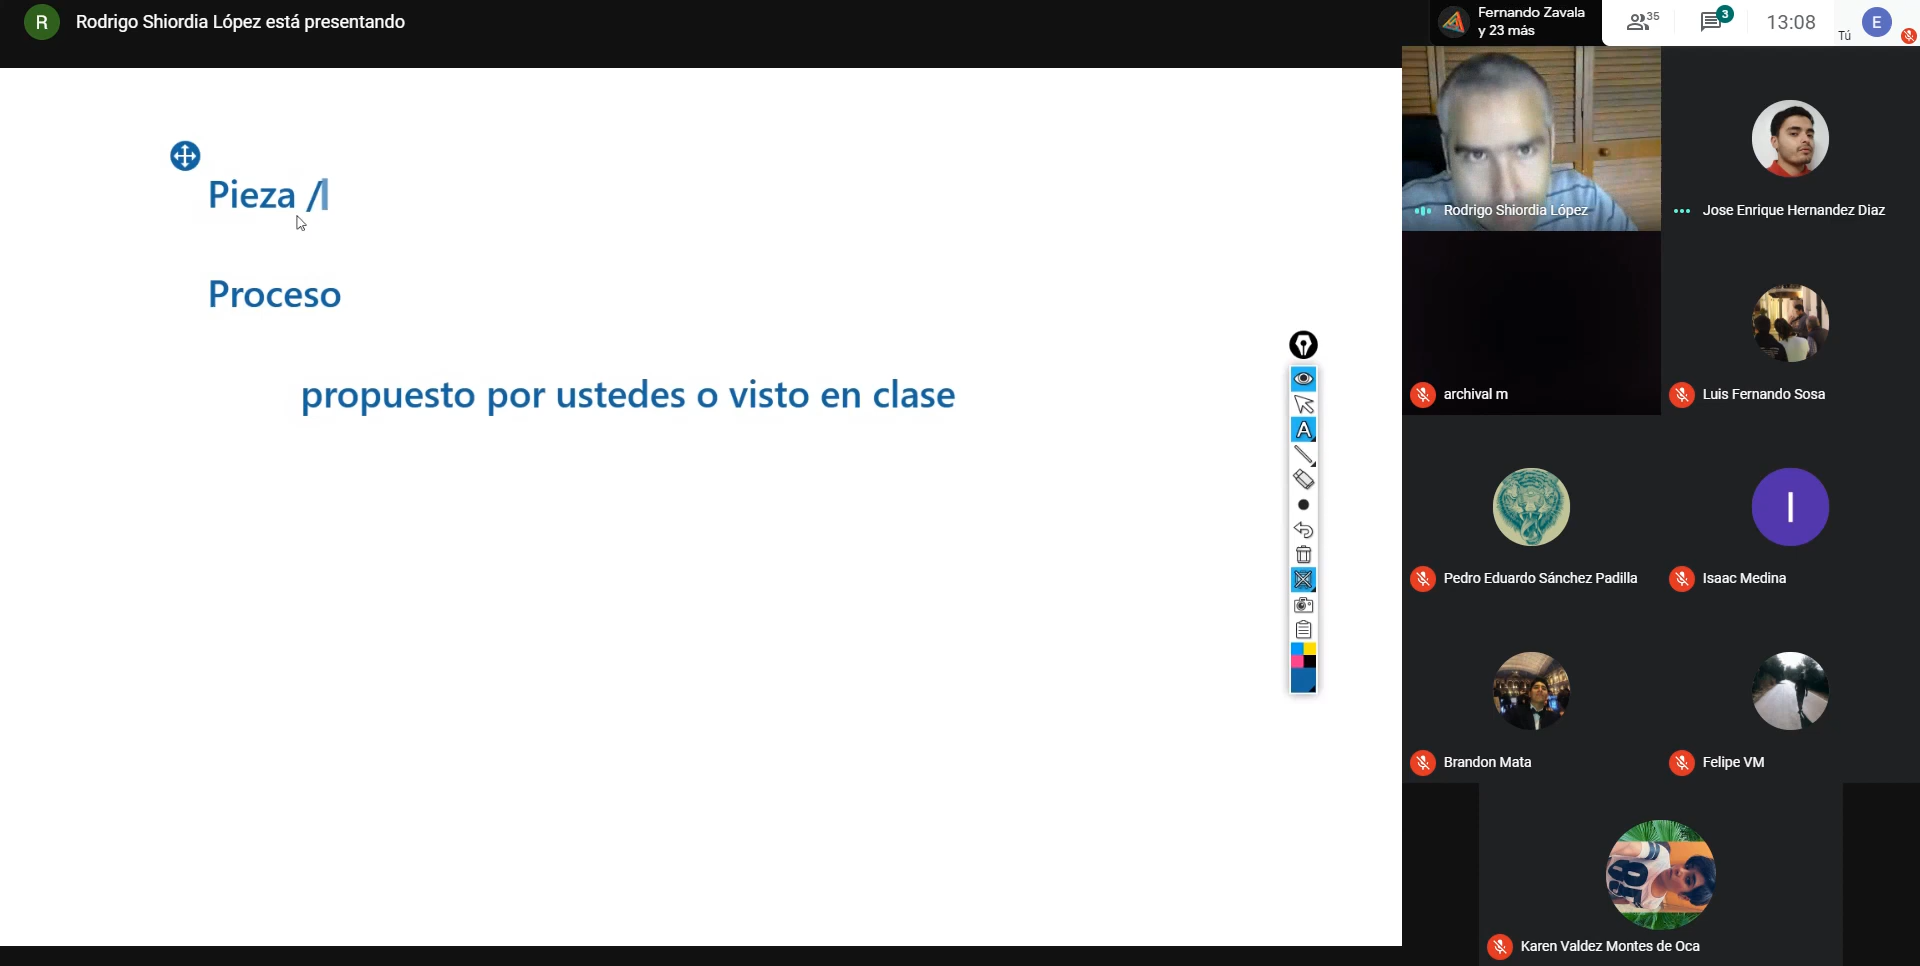 R
Rodrigo Shiordia López está presentando
Fernando Zavala
y 23 más
35
3
13:08
Tú
E
Pieza /
Proceso
propuesto por ustedes o visto en clase
A
Rodrigo Shiordia López
Jose Enrique Hernandez Diaz
archival m
Luis Fernando Sosa
Pedro Eduardo Sánchez Padilla
I
Isaac Medina
Brandon Mata
Felipe VM
Karen Valdez Montes de Oca